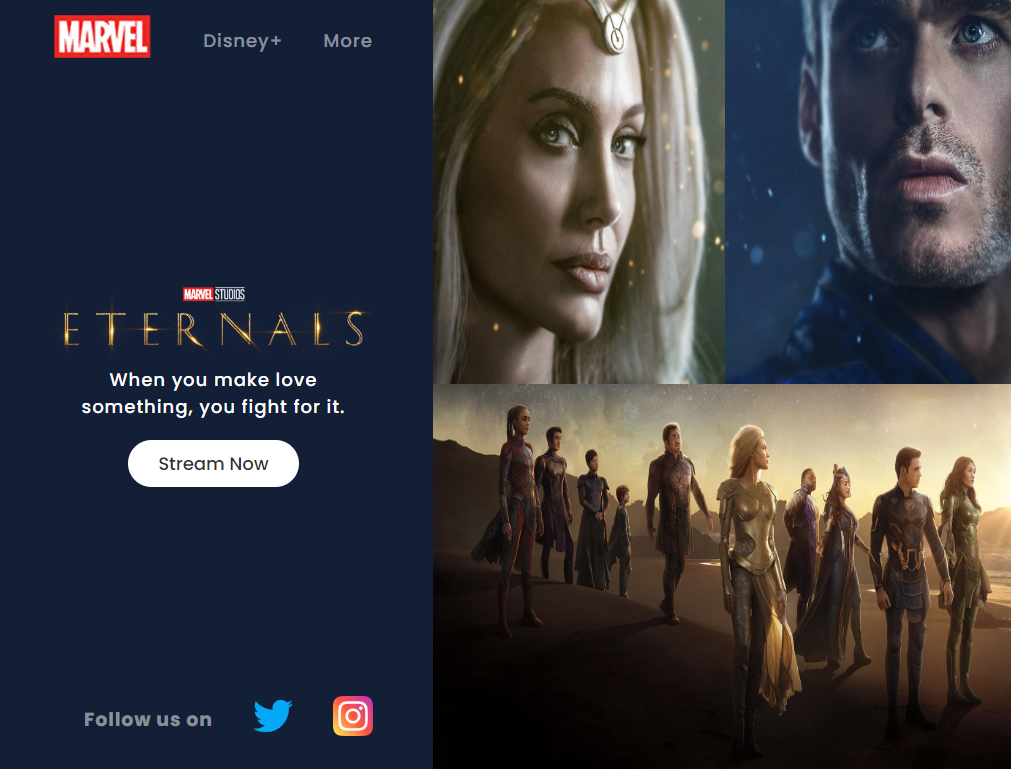 MARVEL
Disney+
More
MARVEL STUDIOS
ETERNALS
When you make love
something, you fight for it.
Stream Now
Follow us on